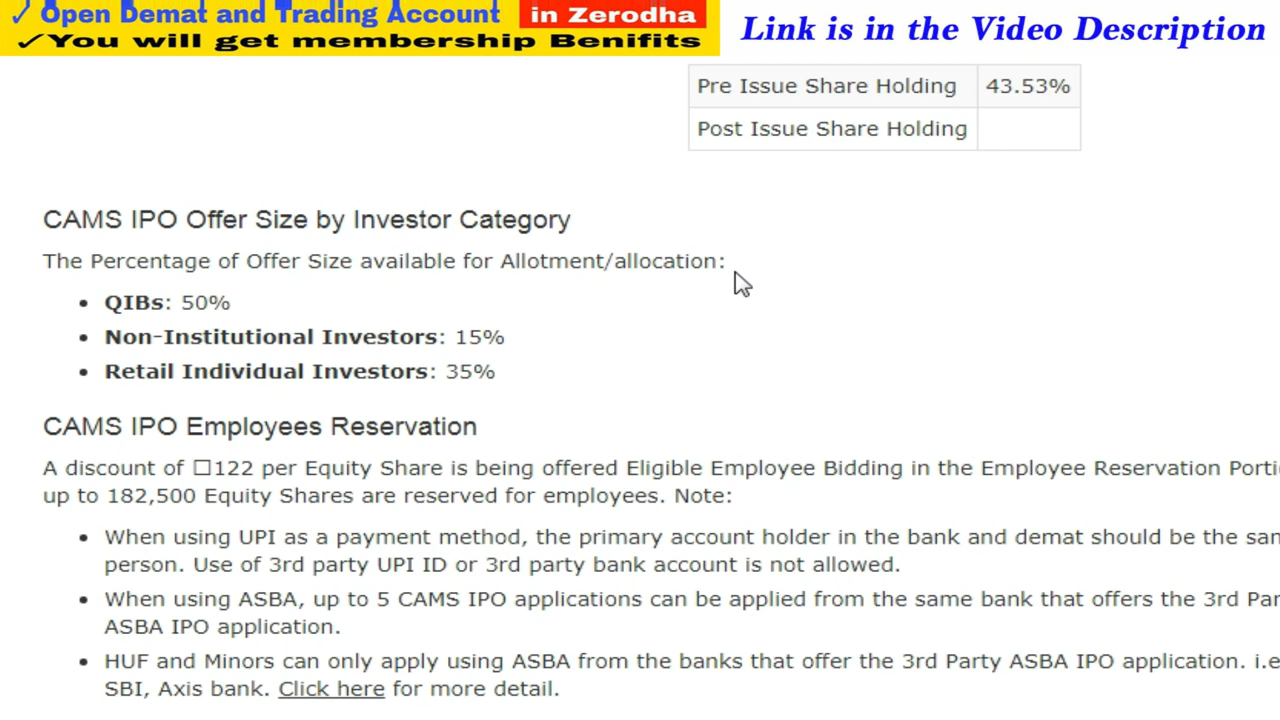 ✓ Open Demat and Trading Account in Zerodha
✓You will get membership Benifits
Link is in the Video Description
Pre Issue Share Holding 43.53%
Post Issue Share Holding
CAMS IPO Offer Size by Investor Category
The Percentage of Offer Size available for Allotment/allocation:
• QIBs: 50%
• Non-Institutional Investors: 15%
• Retail Individual Investors: 35%
CAMS IPO Employees Reservation
A discount of □122 per Equity Share is being offered Eligible Employee Bidding in the Employee Reservation Porti
up to 182,500 Equity Shares are reserved for employees. Note:
• When using UPI as a payment method, the primary account holder in the bank and demat should be the sam
person. Use of 3rd party UPI ID or 3rd party bank account is not allowed.
• When using ASBA, up to 5 CAMS IPO applications can be applied from the same bank that offers the 3rd Par
ASBA IPO application.
• HUF and Minors can only apply using ASBA from the banks that offer the 3rd Party ASBA IPO application. i.e
SBI, Axis bank. Click here for more detail.